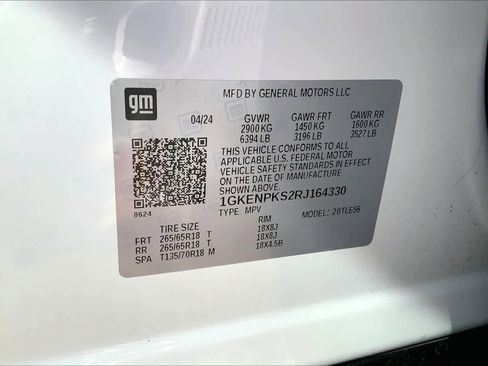 gm
MFD BY GENERAL MOTORS LLC
04/24 GVWR GAWR FRT GAWR RR
2900 KG 1450 KG 1600 KG
6394 LB 3196 LB 3527 LB
THIS VEHICLE CONFORMS TO ALL
APPLICABLE U.S. FEDERAL MOTOR
VEHICLE SAFETY STANDARDS IN EFFECT
ON THE DATE OF MANUFACTURE
SHOWN ABOVE.
1GKENPKS2RJ164330
8624
TYPE: MPV MODEL: Z0TLE56
TIRE SIZE RIM
FRT 265/65R18 T 18X8J
RR 265/65R18 T 18X8J
SPA T135/70R18 M 18X4.5B